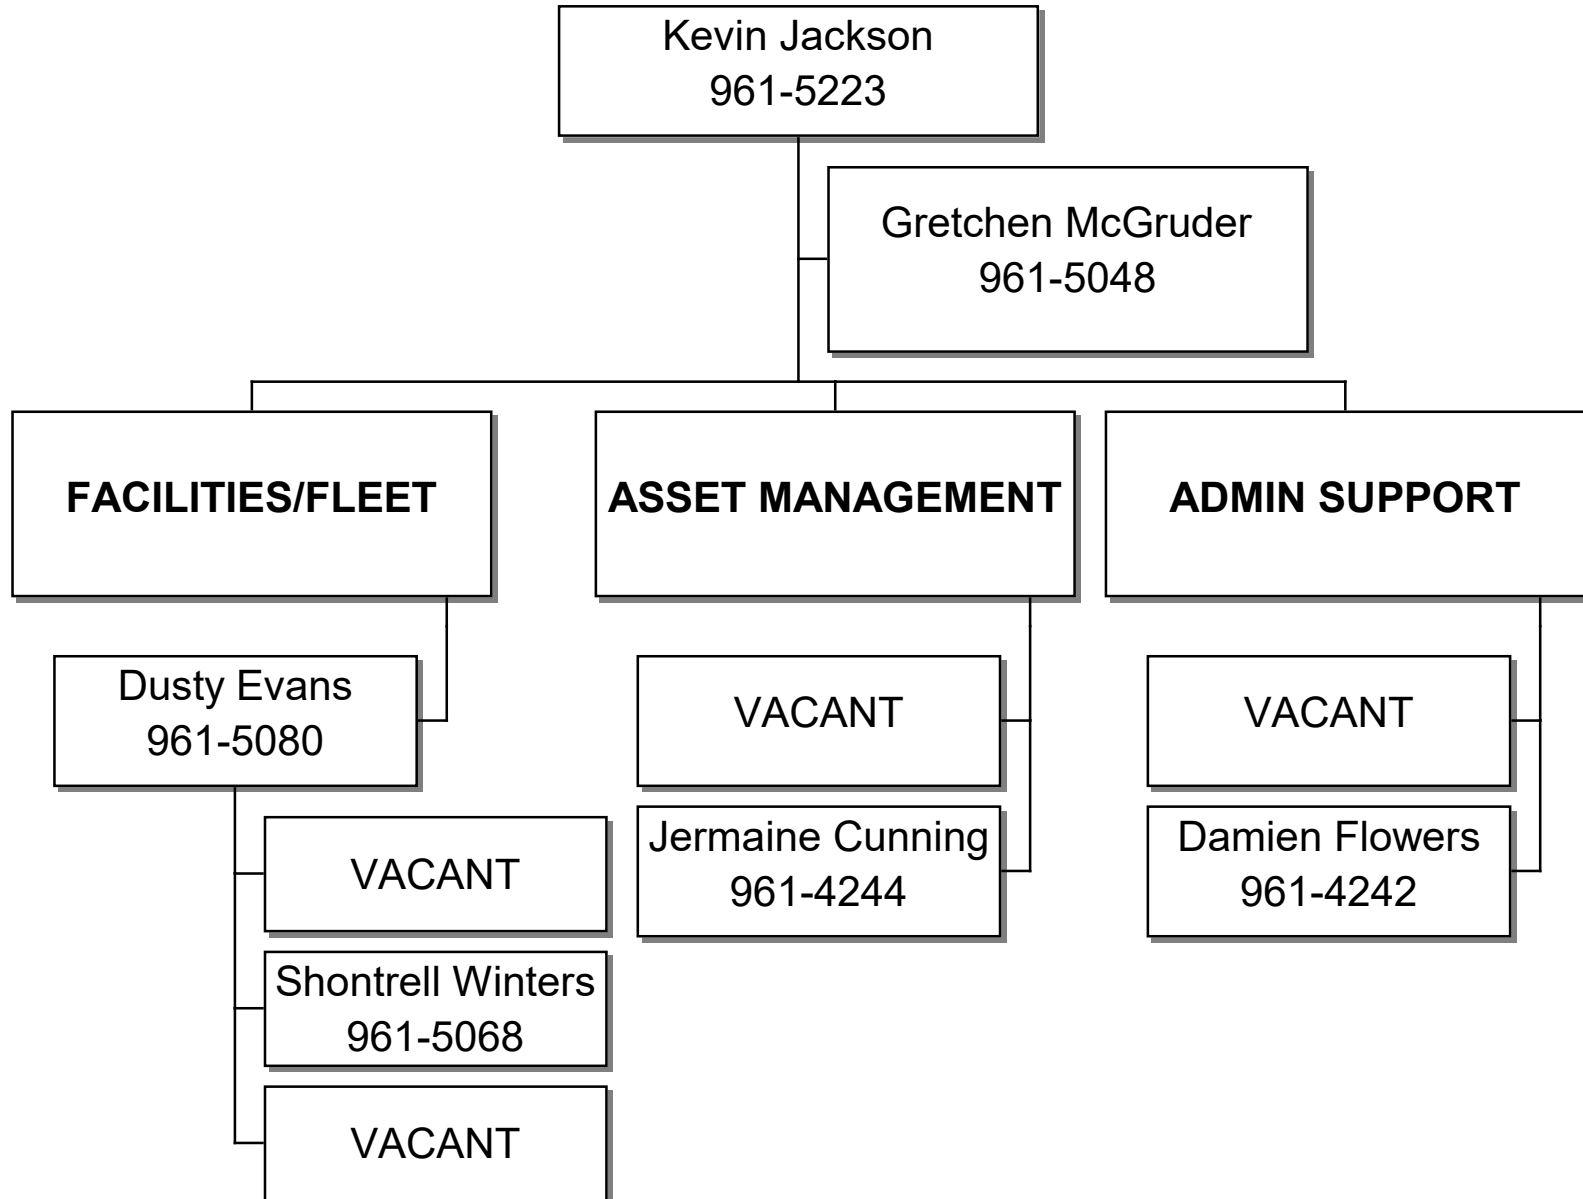 Kevin Jackson
961-5223
Gretchen McGruder
961-5048
FACILITIES/FLEET
ASSET MANAGEMENT
ADMIN SUPPORT
Dusty Evans
961-5080
VACANT
Shontrell Winters
961-5068
VACANT
VACANT
Jermaine Cunning
961-4244
VACANT
Damien Flowers
961-4242